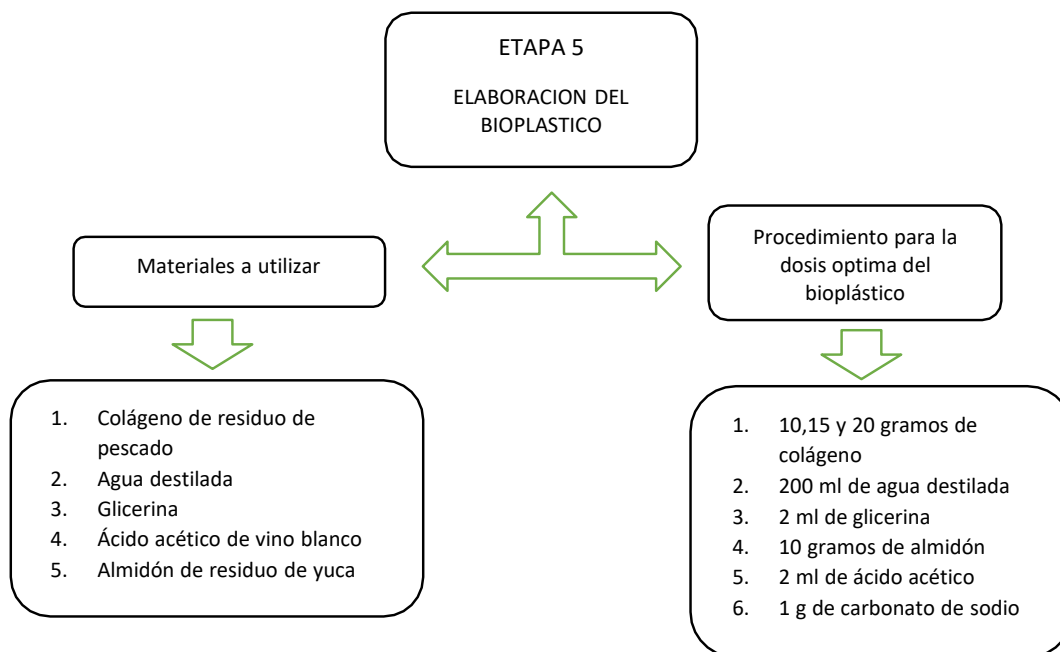 ETAPA 5
ELABORACION DEL
BIOPLASTICO
Materiales a utilizar
Procedimiento para la
dosis optima del
bioplástico
1. Colágeno de residuo de
pescado
2. Agua destilada
3. Glicerina
4. Ácido acético de vino blanco
5. Almidón de residuo de yuca
1. 10,15 y 20 gramos de
colágeno
2. 200 ml de agua destilada
3. 2 ml de glicerina
4. 10 gramos de almidón
5. 2 ml de ácido acético
6. 1 g de carbonato de sodio